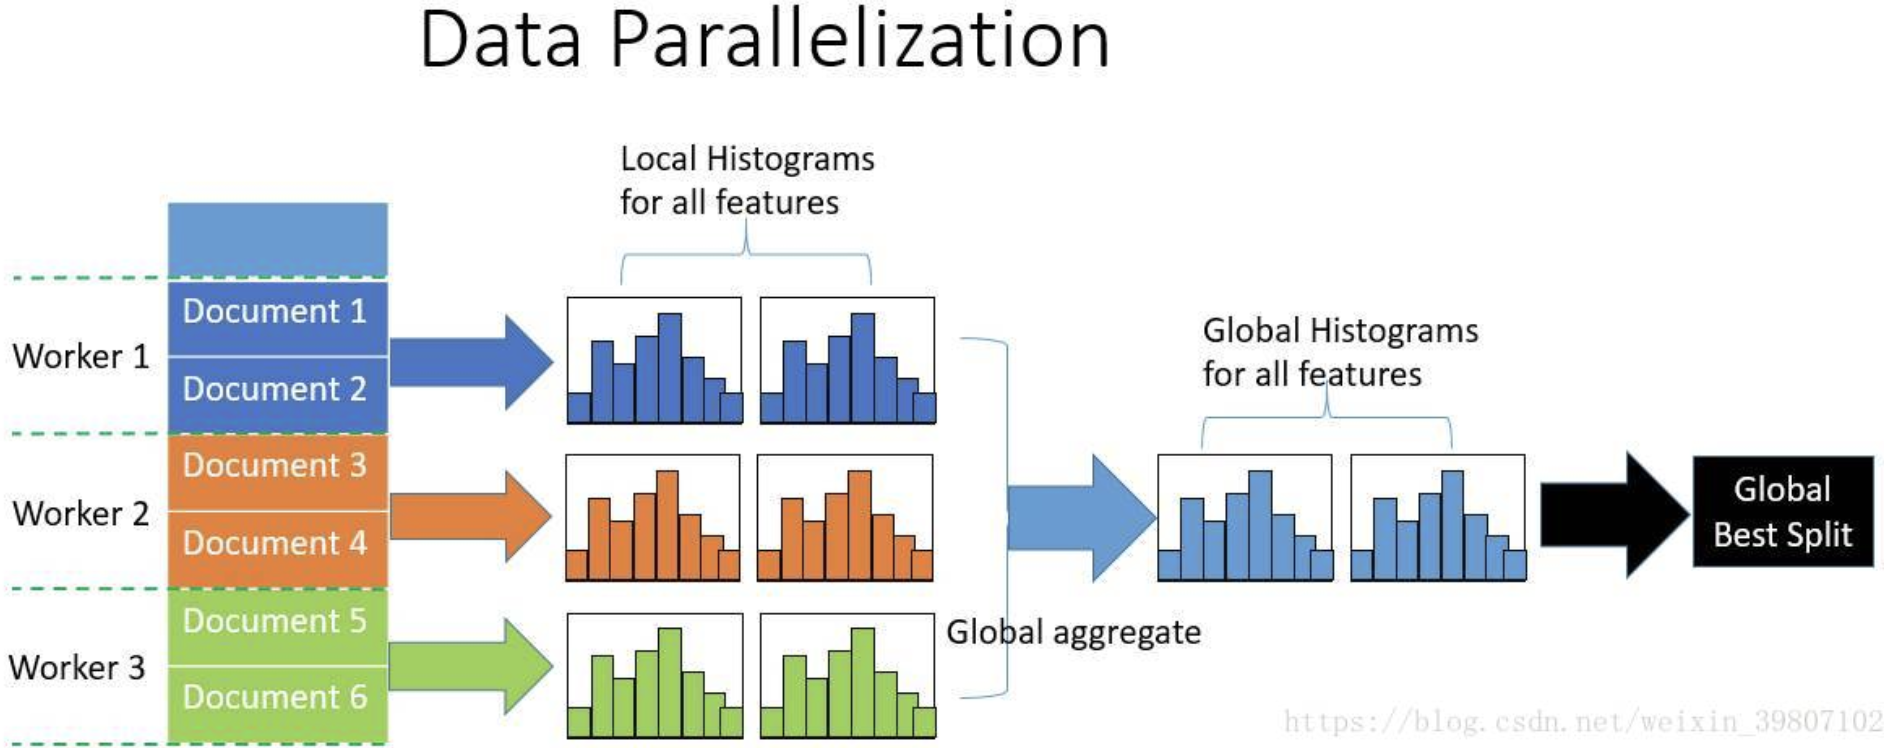 Data Parallelization
Local Histograms
for all features
Worker 1
Document 1
Document 2
Worker 2
Document 3
Document 4
Worker 3
Document 5
Document 6
Global aggregate
Global Histograms
for all features
Global
Best Split
https://blog.csdn.net/weixin_39807102